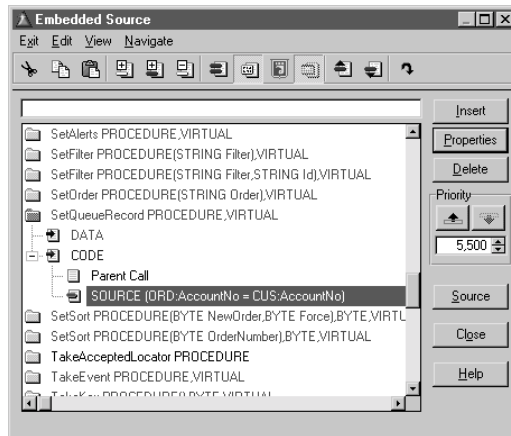 Embedded Source
Exit Edit View Navigate
Insert
SetAlerts PROCEDURE,VIRTUAL
Properties
SetFilter PROCEDURE(STRING Filter),VIRTUAL
SetFilter PROCEDURE(STRING Filter,STRING Id),VIRTUAL
Delete
SetOrder PROCEDURE(STRING Order),VIRTUAL
Priority
SetQueueRecord PROCEDURE,VIRTUAL
DATA
5,500
CODE
Parent Call
SOURCE (ORD:AccountNo = CUS:AccountNo)
Source
SetSort PROCEDURE(BYTE NewOrder,BYTE Force),BYTE,VIRTU
SetSort PROCEDURE(BYTE OrderNumber),BYTE,VIRTUAL
Close
TakeAcceptedLocator PROCEDURE
TakeEvent PROCEDURE,VIRTUAL
Help